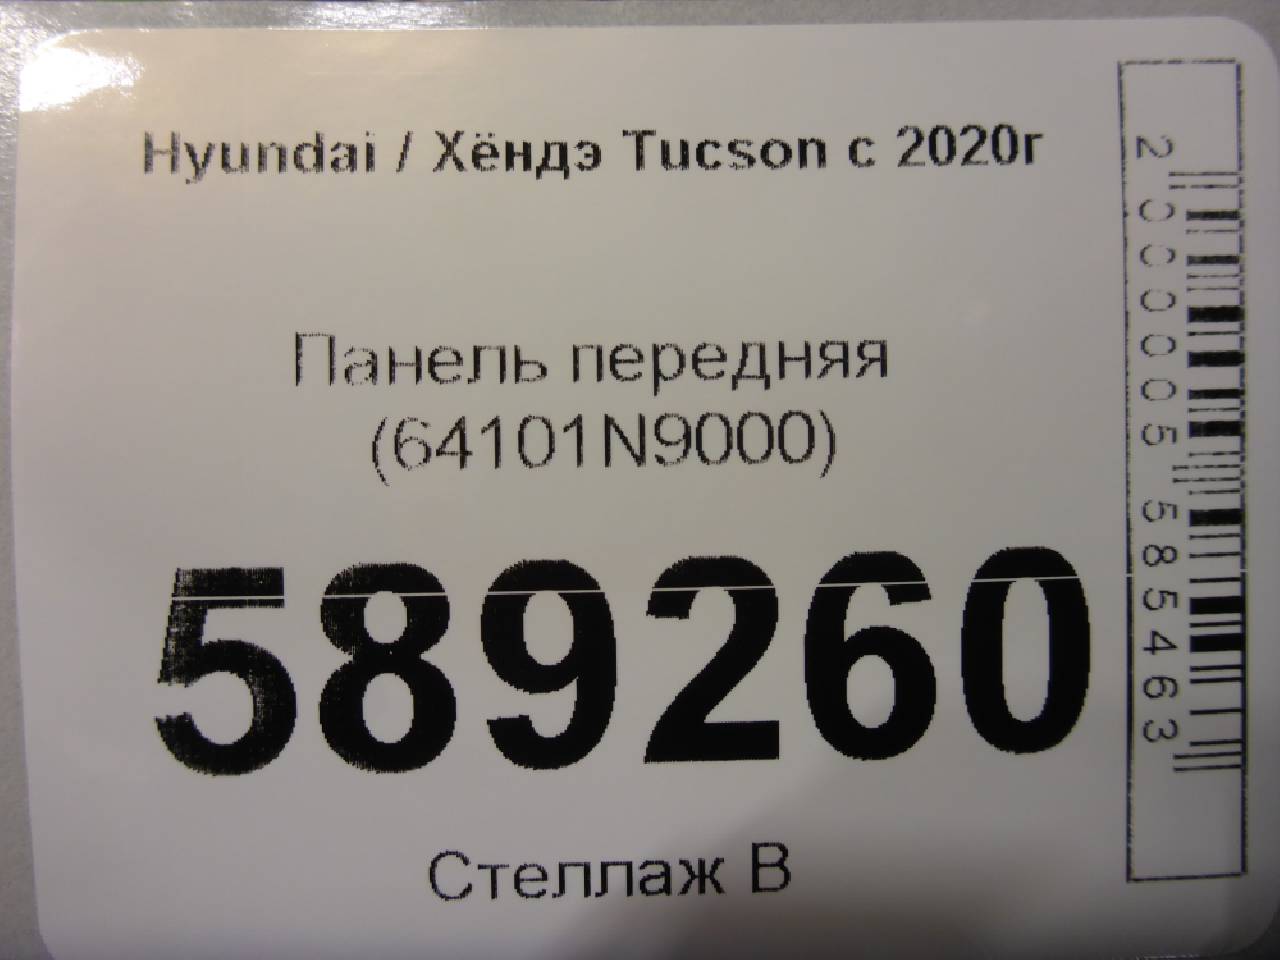 Hyundai / Хёндэ Tucson с 2020г
Панель передняя
(64101N9000)
589260
Стеллаж В
2000005585463